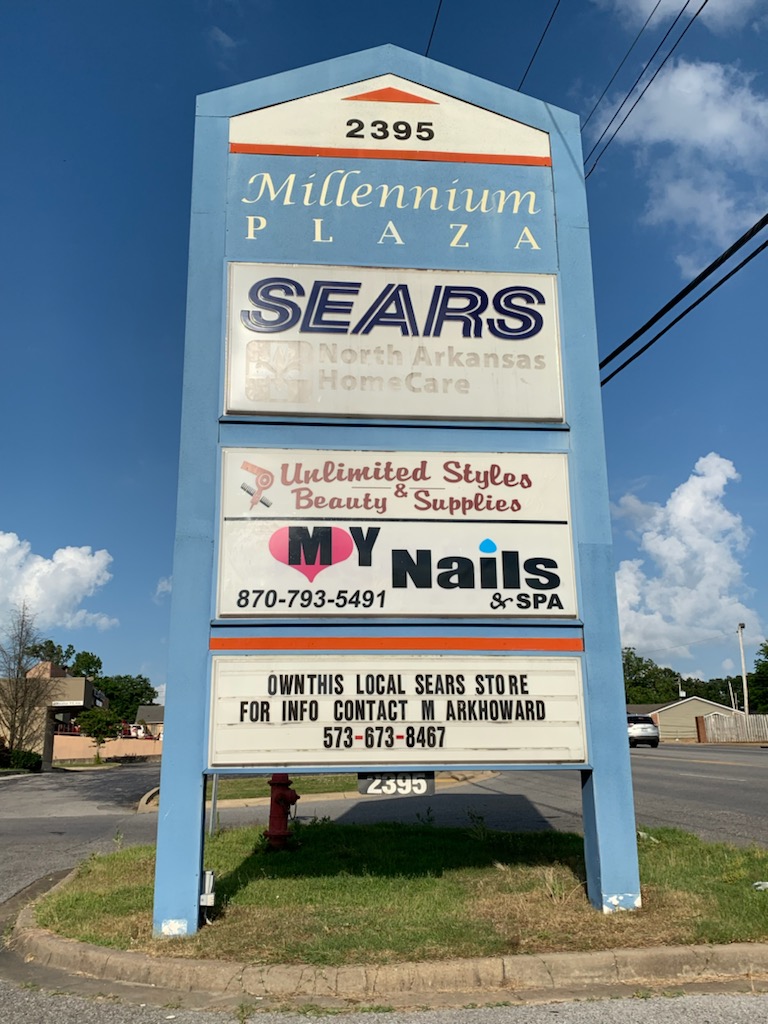 2395
Millennium
PLAZA
SEARS
North Arkansas
HomeCare
Unlimited Styles
&
Beauty Supplies
MY Nails
870-793-5491 & SPA
OWNTHIS LOCAL SEARS STORE
FOR INFO CONTACT M ARKHOWARD
573-673-8467
2395